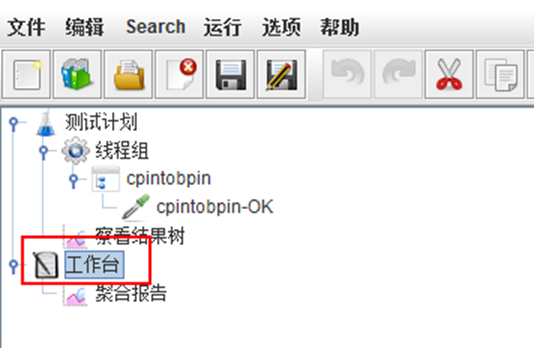 文件 编辑 Search 运行 选项 帮助
测试计划
线程组
cpintobpin
cpintobpin-OK
察看结果树
工作台
聚合报告